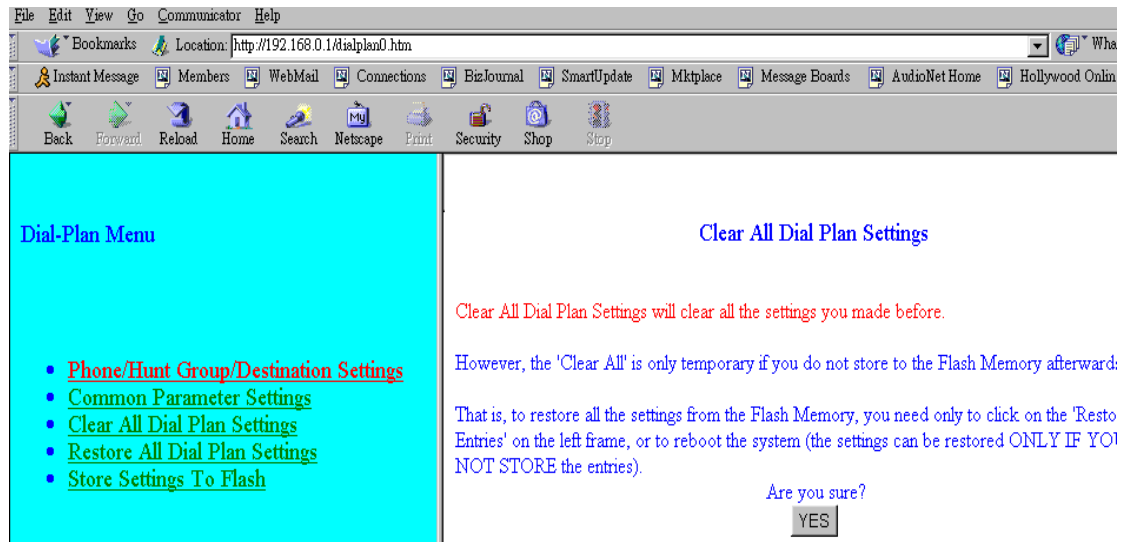 File Edit View Go Communicator Help
Bookmarks Location: http://192.168.0.1/dialplan0.htm Wha
Instant Message Members WebMail Connections BizJournal SmartUpdate Mktplace Message Boards AudioNet Home Hollywood Onlin
My
Back Forward Reload Home Search Netscape Print Security Shop Stop
Dial-Plan Menu
Phone/Hunt Group/Destination Settings
Common Parameter Settings
Clear All Dial Plan Settings
Restore All Dial Plan Settings
Store Settings To Flash
Clear All Dial Plan Settings
Clear All Dial Plan Settings will clear all the settings you made before.
However, the 'Clear All' is only temporary if you do not store to the Flash Memory afterwards
That is, to restore all the settings from the Flash Memory, you need only to click on the 'Resto
Entries' on the left frame, or to reboot the system (the settings can be restored ONLY IF YOU
NOT STORE the entries).
Are you sure?
YES